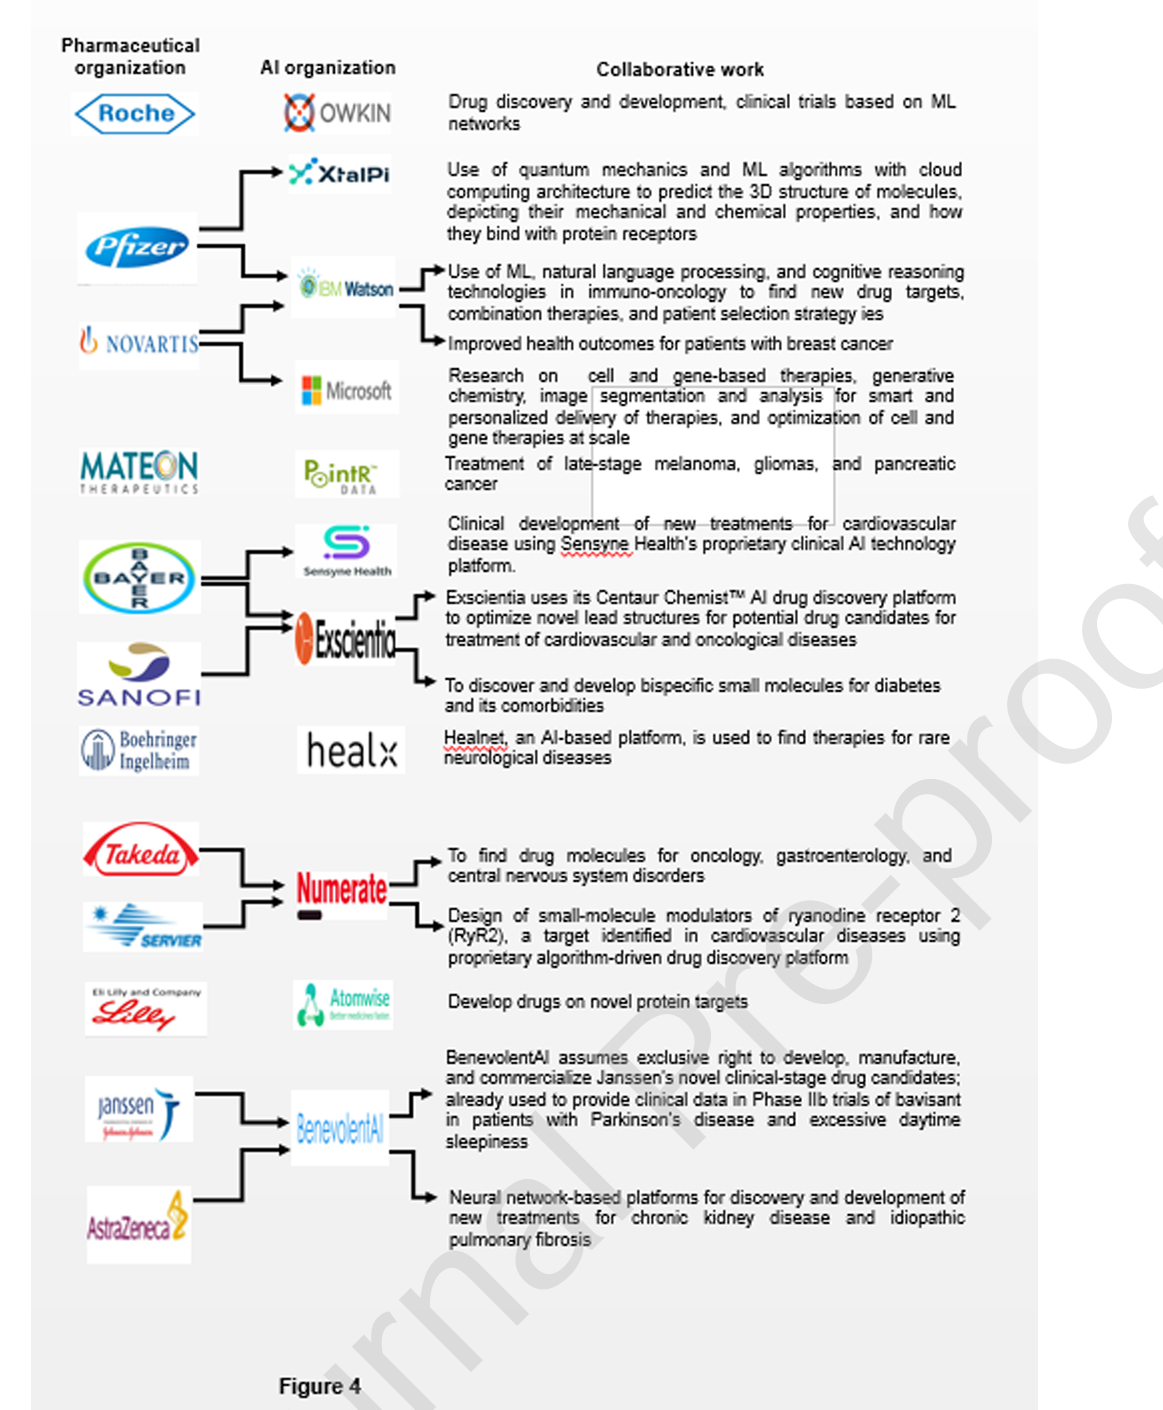 Pharmaceutical
organization
AI organization
Collaborative work
Roche
OWKIN
Drug discovery and development, clinical trials based on ML
networks
XtalPi
Use of quantum mechanics and ML algorithms with cloud
computing architecture to predict the 3D structure of molecules,
depicting their mechanical and chemical properties, and how
they bind with protein receptors
Pfizer
IBM Watson
Use of ML, natural language processing, and cognitive reasoning
technologies in immuno-oncology to find new drug targets,
combination therapies, and patient selection strategy ies
NOVARTIS
Improved health outcomes for patients with breast cancer
Microsoft
Research on cell and gene-based therapies, generative
chemistry, image segmentation and analysis for smart and
personalized delivery of therapies, and optimization of cell and
gene therapies at scale
MATEON
THERAPEUTICS
PointR™
DATA
Treatment of late-stage melanoma, gliomas, and pancreatic
cancer
BAYER
BAYER
Sensyne Health
Clinical development of new treatments for cardiovascular
disease using Sensyne Health's proprietary clinical AI technology
platform.
Exscientia
Exscientia uses its Centaur Chemist™ AI drug discovery platform
to optimize novel lead structures for potential drug candidates for
treatment of cardiovascular and oncological diseases
SANOFI
To discover and develop bispecific small molecules for diabetes
and its comorbidities
Boehringer
Ingelheim
healx
Healnet, an AI-based platform, is used to find therapies for rare
neurological diseases
Takeda
Numerate
To find drug molecules for oncology, gastroenterology, and
central nervous system disorders
SERVIER
Design of small-molecule modulators of ryanodine receptor 2
(RyR2), a target identified in cardiovascular diseases using
proprietary algorithm-driven drug discovery platform
Eli Lilly and Company
Lilly
Atomwise
Better medicines faster.
Develop drugs on novel protein targets
Janssen
Johnson-Johnson
BenevolentAI
BenevolentAI assumes exclusive right to develop, manufacture,
and commercialize Janssen's novel clinical-stage drug candidates;
already used to provide clinical data in Phase IIb trials of bavisant
in patients with Parkinson's disease and excessive daytime
sleepiness
AstraZeneca
Neural network-based platforms for discovery and development of
new treatments for chronic kidney disease and idiopathic
pulmonary fibrosis
Figure 4
rnal Pre-proof